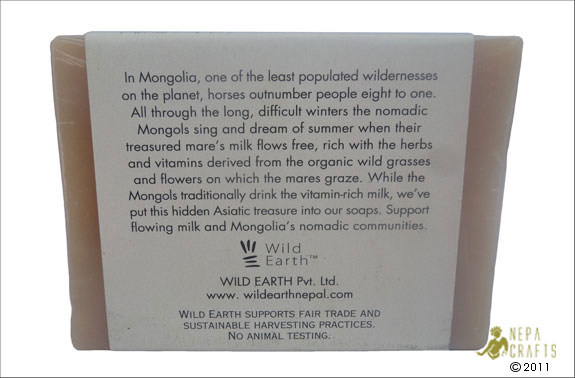 In Mongolia, one of the least populated wildernesses
on the planet, horses outnumber people eight to one.
All through the long, difficult winters the nomadic
Mongols sing and dream of summer when their
treasured mare's milk flows free, rich with the herbs
and vitamins derived from the organic wild grasses
and flowers on which the mares graze. While the
Mongols traditionally drink the vitamin-rich milk, we've
put this hidden Asiatic treasure into our soaps. Support
flowing milk and Mongolia's nomadic communities.
Wild
Earth™
WILD EARTH Pvt. Ltd.
www. wildearthnepal.com
WILD EARTH SUPPORTS FAIR TRADE AND
SUSTAINABLE HARVESTING PRACTICES.
NO ANIMAL TESTING.
NEPA
CRAFTS
©2011